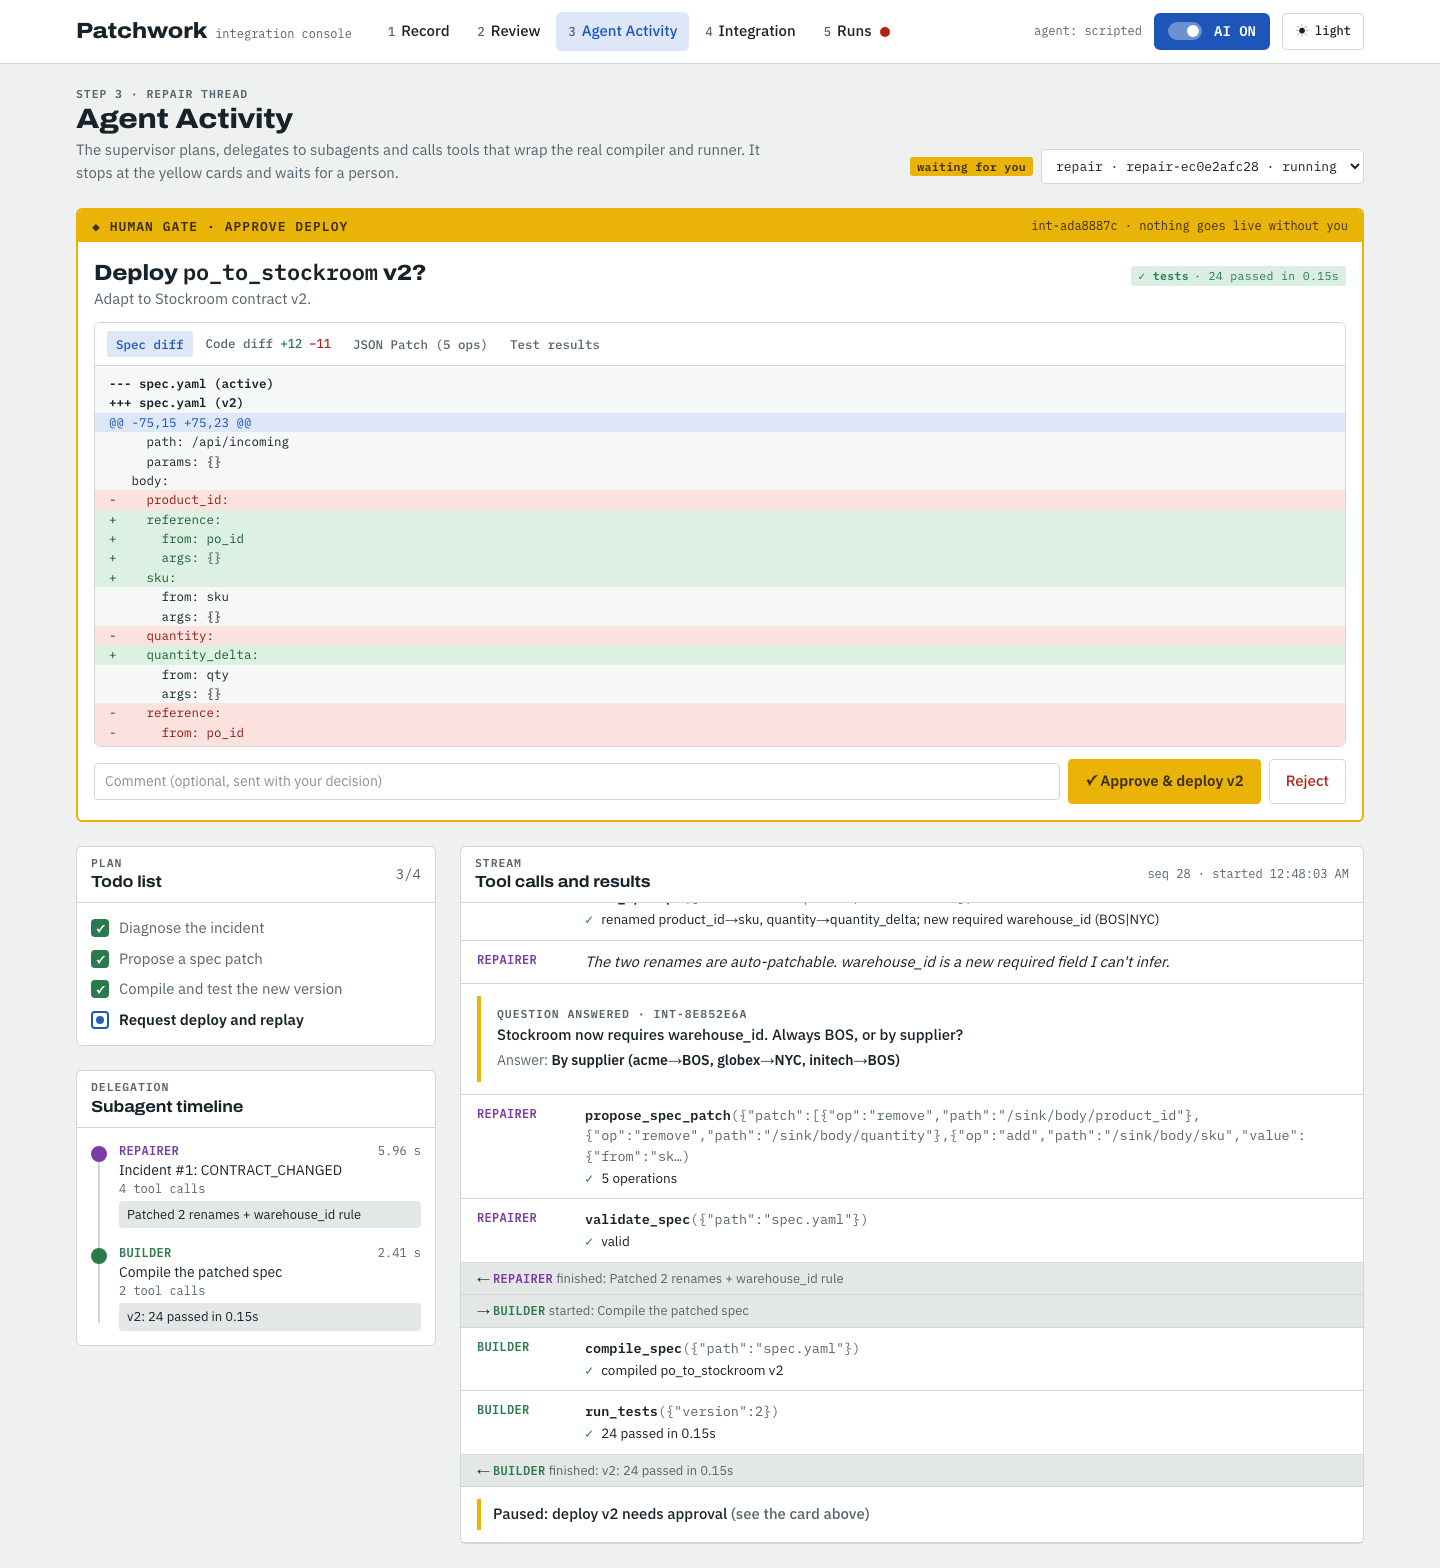 Patchwork integration console
1 Record
2 Review
3 Agent Activity
4 Integration
5 Runs
agent: scripted
AI ON
☀ light
STEP 3 · REPAIR THREAD
Agent Activity
The supervisor plans, delegates to subagents and calls tools that wrap the real compiler and runner. It
stops at the yellow cards and waits for a person.
waiting for you
repair · repair-ec0e2afc28 · running
◆ HUMAN GATE · APPROVE DEPLOY
int-ada8887c · nothing goes live without you
Deploy po_to_stockroom v2?
✓ tests · 24 passed in 0.15s
Adapt to Stockroom contract v2.
Spec diff
Code diff +12 −11
JSON Patch (5 ops)
Test results
--- spec.yaml (active)
+++ spec.yaml (v2)
@@ -75,15 +75,23 @@
path: /api/incoming
params: {}
body:
- product_id:
+ reference:
+ from: po_id
+ args: {}
+ sku:
from: sku
args: {}
- quantity:
+ quantity_delta:
from: qty
args: {}
- reference:
- from: po_id
Comment (optional, sent with your decision)
✓ Approve & deploy v2
Reject
PLAN
Todo list
3/4
✓ Diagnose the incident
✓ Propose a spec patch
✓ Compile and test the new version
Request deploy and replay
DELEGATION
Subagent timeline
REPAIRER 5.96 s
Incident #1: CONTRACT_CHANGED
4 tool calls
Patched 2 renames + warehouse_id rule
BUILDER 2.41 s
Compile the patched spec
2 tool calls
v2: 24 passed in 0.15s
STREAM
Tool calls and results
seq 28 · started 12:48:03 AM
✓ renamed product_id→sku, quantity→quantity_delta; new required warehouse_id (BOS|NYC)
REPAIRER The two renames are auto-patchable. warehouse_id is a new required field I can't infer.
QUESTION ANSWERED · INT-8E852E6A
Stockroom now requires warehouse_id. Always BOS, or by supplier?
Answer: By supplier (acme→BOS, globex→NYC, initech→BOS)
REPAIRER propose_spec_patch({"patch":[{"op":"remove","path":"/sink/body/product_id"},
{"op":"remove","path":"/sink/body/quantity"},{"op":"add","path":"/sink/body/sku","value":
{"from":"sk…)
✓ 5 operations
REPAIRER validate_spec({"path":"spec.yaml"})
✓ valid
← REPAIRER finished: Patched 2 renames + warehouse_id rule
→ BUILDER started: Compile the patched spec
BUILDER compile_spec({"path":"spec.yaml"})
✓ compiled po_to_stockroom v2
BUILDER run_tests({"version":2})
✓ 24 passed in 0.15s
← BUILDER finished: v2: 24 passed in 0.15s
Paused: deploy v2 needs approval (see the card above)